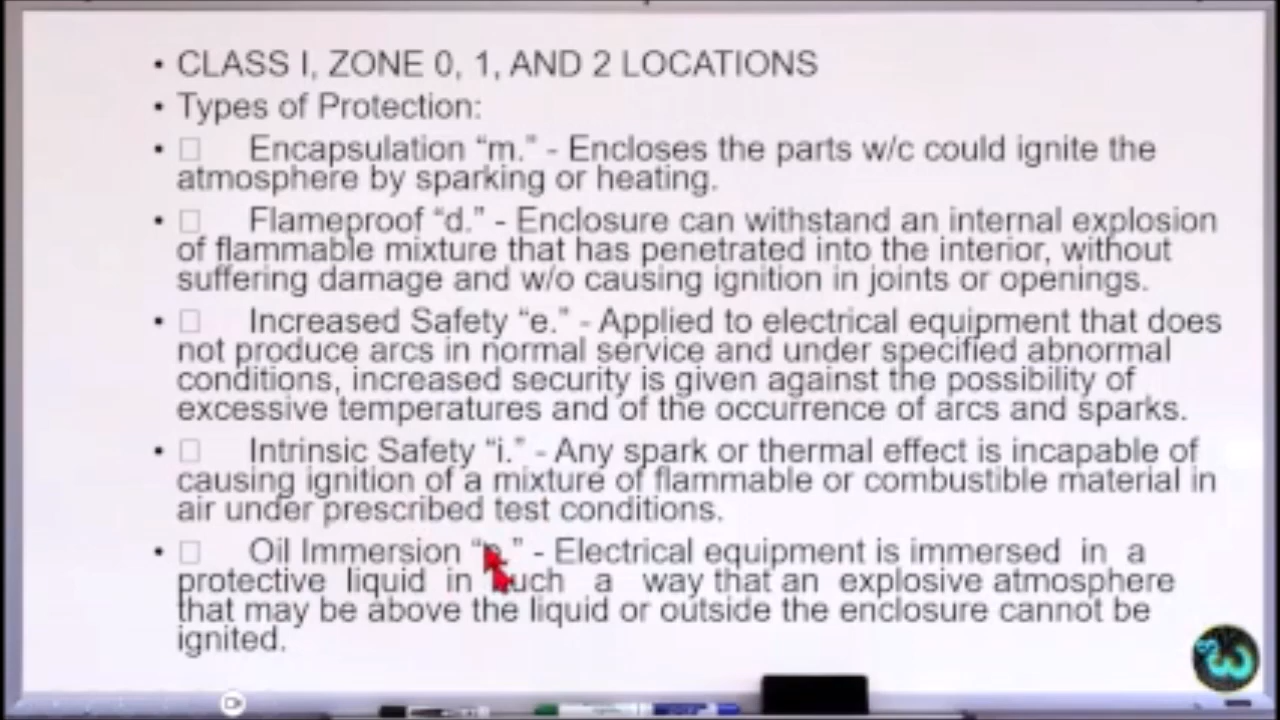 • CLASS I, ZONE 0, 1, AND 2 LOCATIONS
• Types of Protection:
• □ Encapsulation “m.” - Encloses the parts w/c could ignite the
atmosphere by sparking or heating.
• □ Flameproof “d.” - Enclosure can withstand an internal explosion
of flammable mixture that has penetrated into the interior, without
suffering damage and w/o causing ignition in joints or openings.
• □ Increased Safety “e.” - Applied to electrical equipment that does
not produce arcs in normal service and under specified abnormal
conditions, increased security is given against the possibility of
excessive temperatures and of the occurrence of arcs and sparks.
• □ Intrinsic Safety “i.” - Any spark or thermal effect is incapable of
causing ignition of a mixture of flammable or combustible material in
air under prescribed test conditions.
• □ Oil Immersion - Electrical equipment is immersed in a
protective liquid in such a way that an explosive atmosphere
that may be above the liquid or outside the enclosure cannot be
ignited.